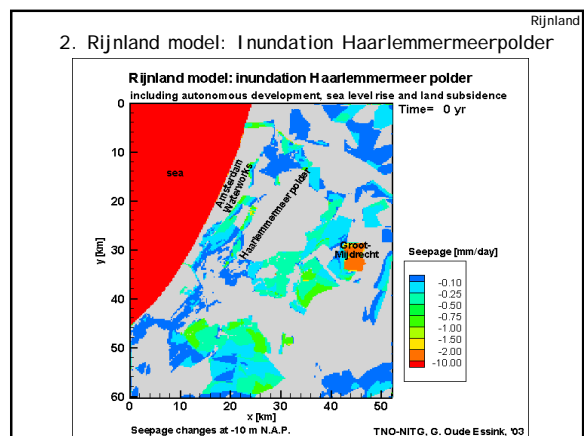 Rijnland
2. Rijnland model: Inundation Haarlemmermeerpolder
Rijnland model: inundation Haarlemmermeer polder
including autonomous development, sea level rise and land subsidence
Time= 0 yr
0
10
20
30
40
50
60
y [km]
sea
Amsterdam
Waterworks
Haarlemmermeer polder
Groot-
Mijdrecht
Seepage [mm/day]
-0.10
-0.25
-0.50
-0.75
-1.00
-1.50
-2.00
-10.00
0 10 20 30 40 50
x [km]
Seepage changes at -10 m N.A.P.
TNO-NITG, G. Oude Essink, '03